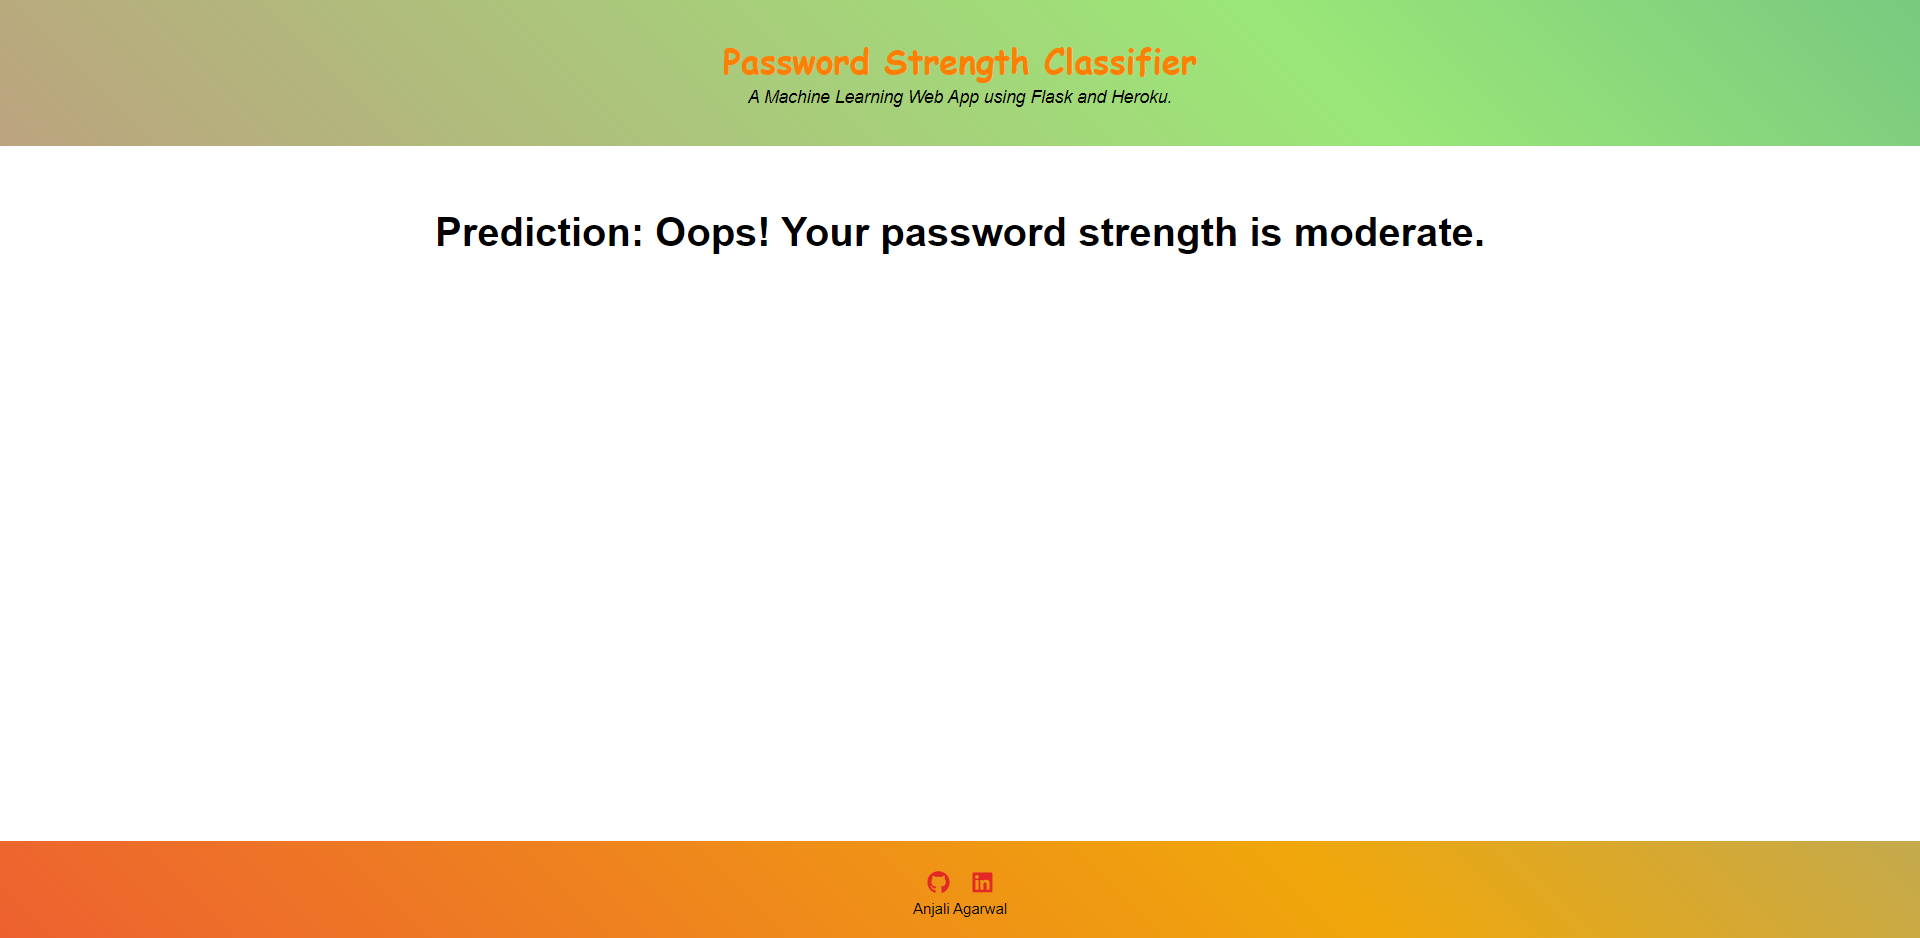 Password Strength Classifier
A Machine Learning Web App using Flask and Heroku.
Prediction: Oops! Your password strength is moderate.
in
Anjali Agarwal